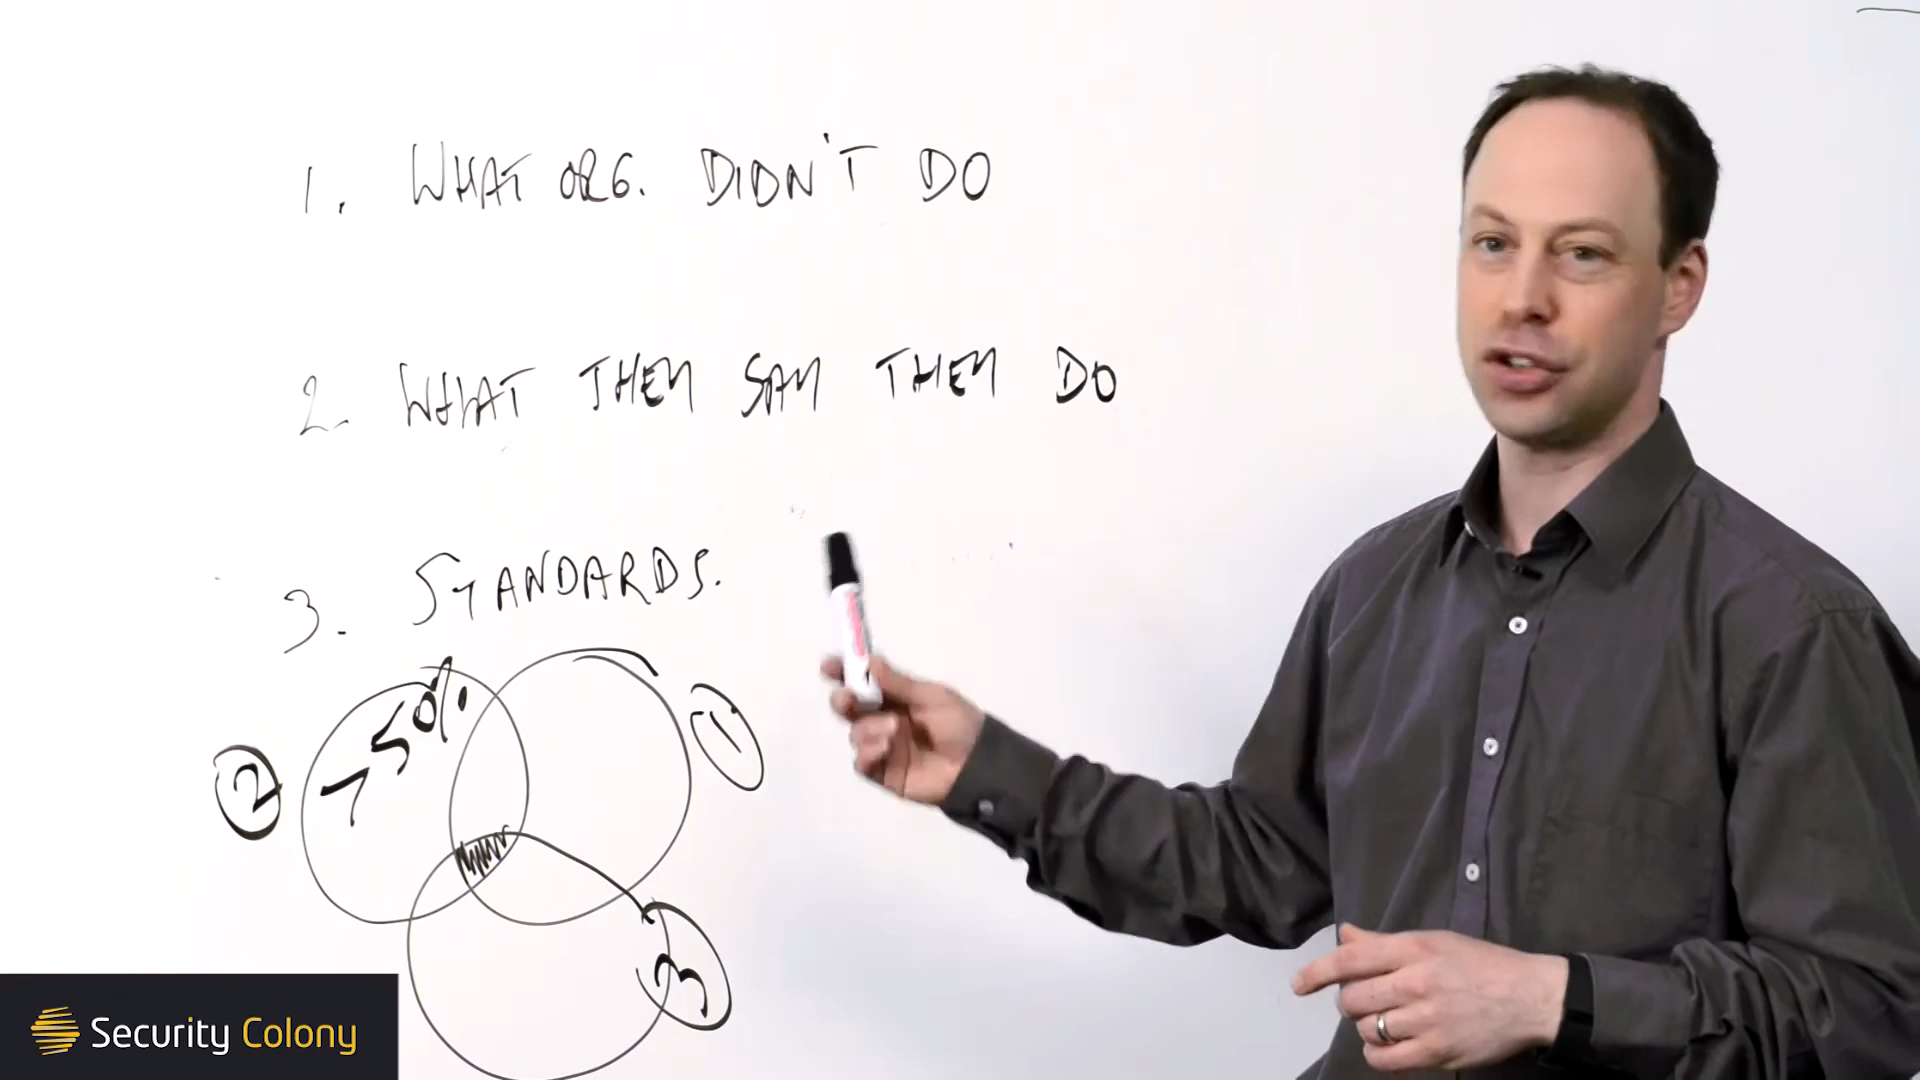 1. WHAT ORG. DIDN'T DO
2. WHAT THEY SAY THEY DO
3. STANDARDS.
>50%
1
2
3
Security Colony